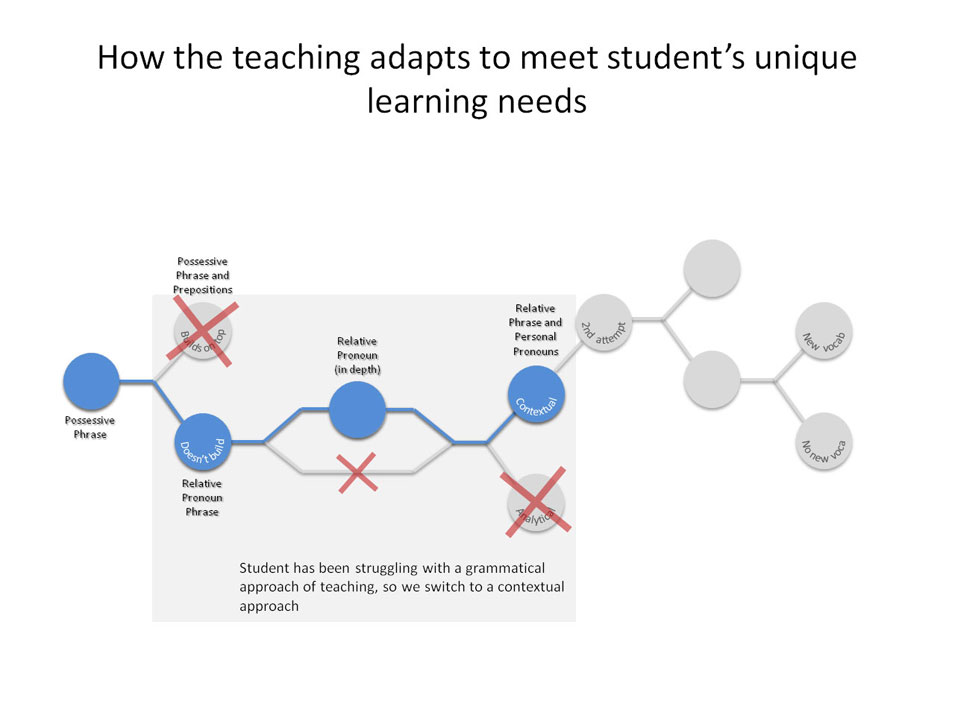 How the teaching adapts to meet student’s unique
learning needs
Possessive
Phrase and
Prepositions
Builds on top
Possessive
Phrase
Doesn't build
Relative
Pronoun
Phrase
Relative
Pronoun
(in depth)
Relative
Phrase and
Personal
Pronouns
Contextual
Analytical
2nd attempt
New vocab
No new voca
Student has been struggling with a grammatical
approach of teaching, so we switch to a contextual
approach